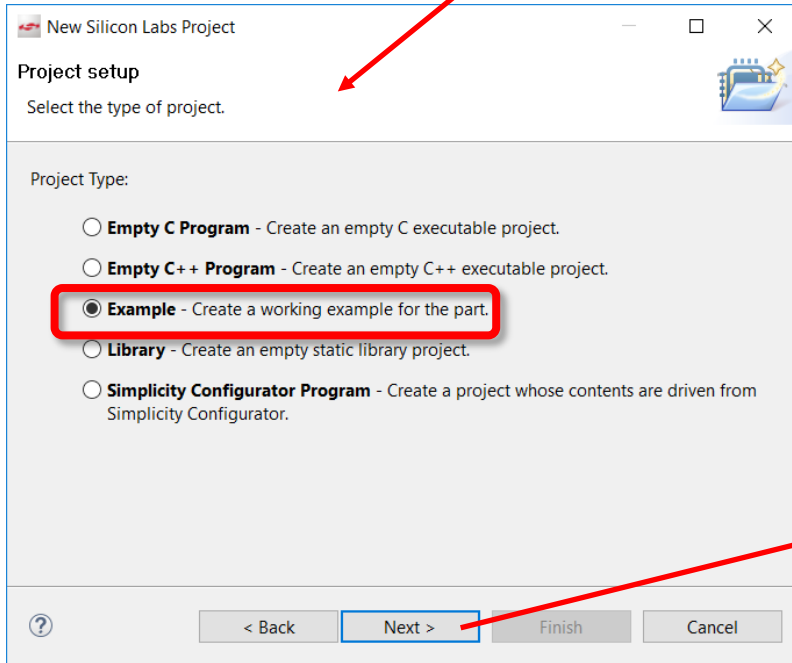 New Silicon Labs Project
Project setup
Select the type of project.
Project Type:
Empty C Program - Create an empty C executable project.
Empty C++ Program - Create an empty C++ executable project.
Example - Create a working example for the part.
Library - Create an empty static library project.
Simplicity Configurator Program - Create a project whose contents are driven from
Simplicity Configurator.
? < Back Next > Finish Cancel